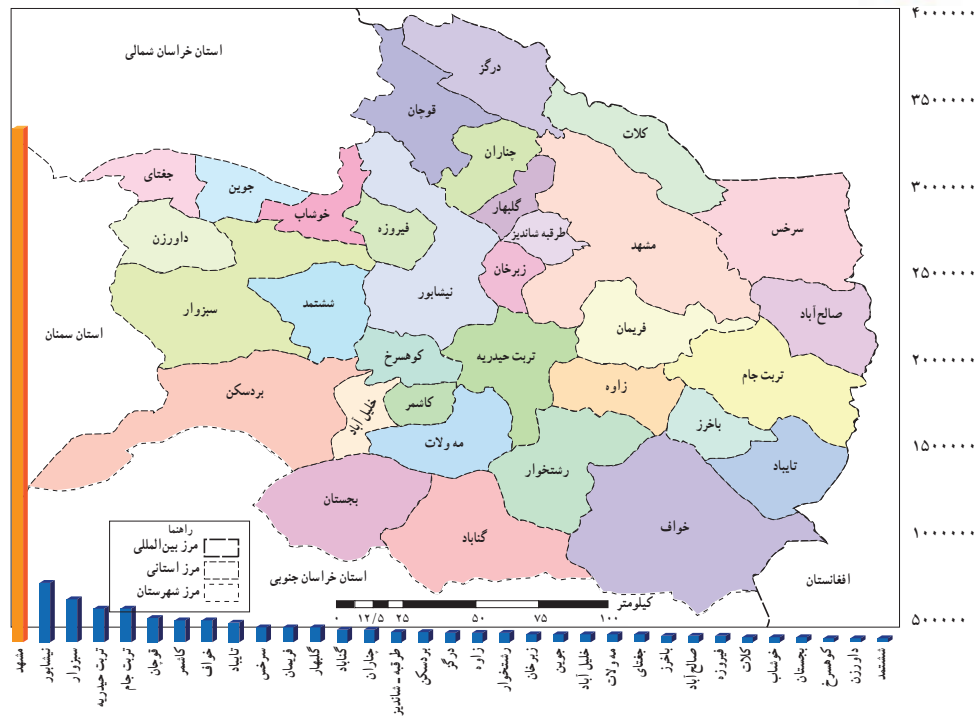 ۴۰۰۰۰۰۰
۳۵۰۰۰۰۰
۳۰۰۰۰۰۰
۲۵۰۰۰۰۰
۲۰۰۰۰۰۰
۱۵۰۰۰۰۰
۱۰۰۰۰۰۰
۵۰۰۰۰۰
استان خراسان شمالی
درگز
قوچان
کلات
چناران
جغتای
جوین
گلبهار
خوشاب
فیروزه
طرقبه شاندیز
سرخس
داورزن
مشهد
زبرخان
نیشابور
سبزوار
ششتمد
صالح‌آباد
استان سمنان
فریمان
کوهسرخ
تربت حیدریه
تربت جام
زاوه
بردسکن
کاشمر
خلیل آباد
باخرز
مه ولات
تایباد
رشتخوار
بجستان
خواف
گناباد
راهنما
مرز بین‌المللی
مرز استانی
مرز شهرستان
استان خراسان جنوبی
افغانستان
کیلومتر
۰ ۱۲/۵ ۲۵ ۵۰ ۷۵ ۱۰۰
مشهد
نیشابور
سبزوار
تربت حیدریه
تربت جام
قوچان
کاشمر
خواف
تایباد
سرخس
فریمان
گلبهار
گناباد
چناران
طرقبه - شاندیز
بردسکن
درگز
زاوه
رشتخوار
زبرخان
جوین
خلیل آباد
مه ولات
جغتای
باخرز
صالح‌آباد
فیروزه
کلات
خوشاب
بجستان
کوهسرخ
داورزن
ششتمد